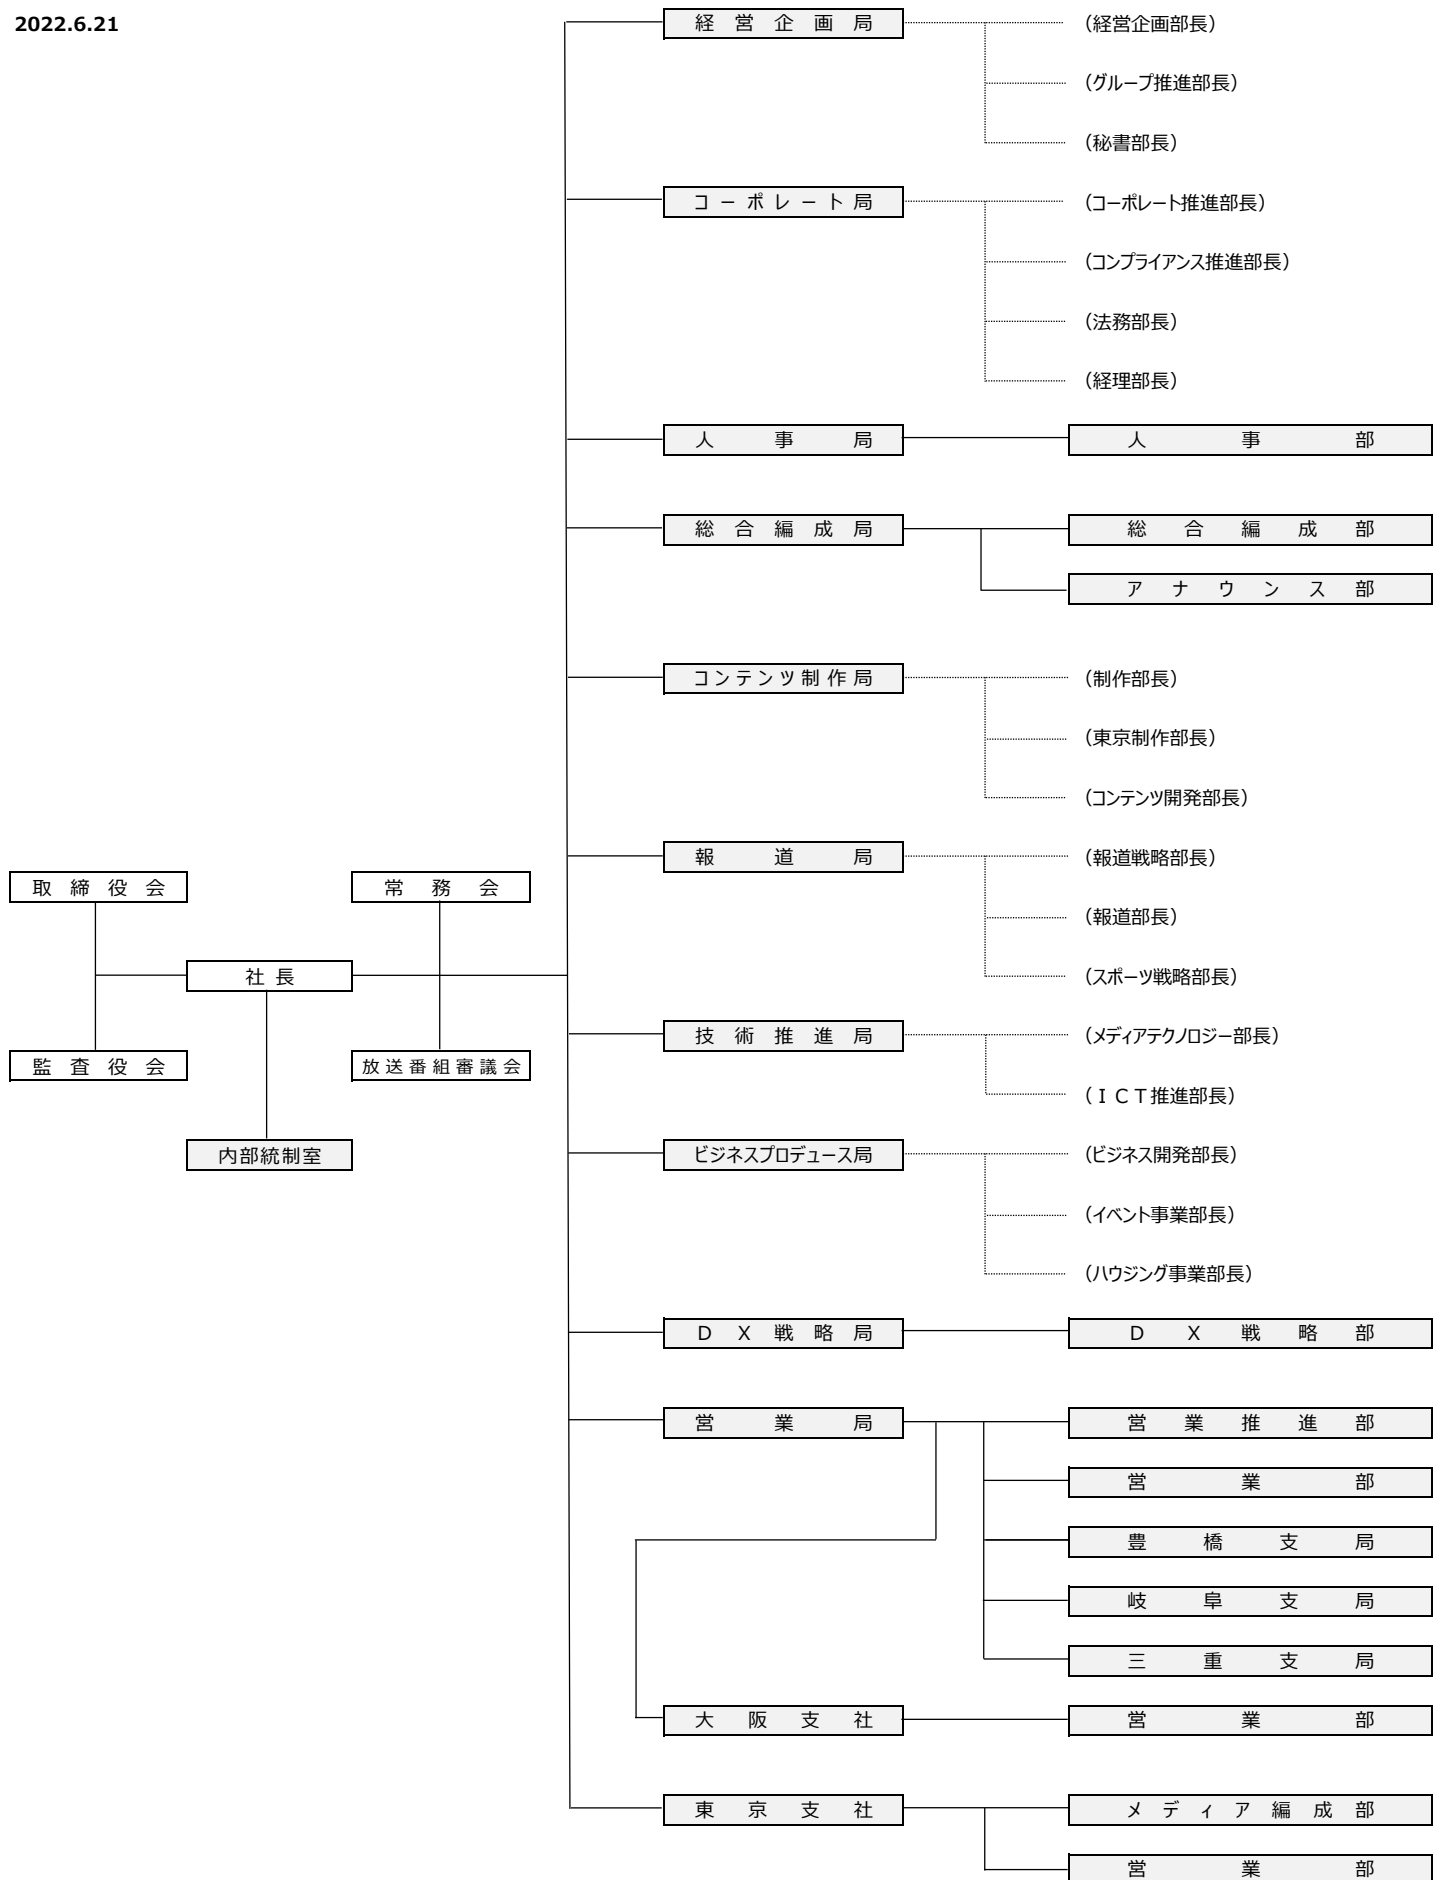 2022.6.21
経営企画局
（経営企画部長）
（グループ推進部長）
（秘書部長）
コーポレート局
（コーポレート推進部長）
（コンプライアンス推進部長）
（法務部長）
（経理部長）
人事局
人事部
総合編成局
総合編成部
アナウンス部
コンテンツ制作局
（制作部長）
（東京制作部長）
（コンテンツ開発部長）
報道局
（報道戦略部長）
（報道部長）
（スポーツ戦略部長）
取締役会
常務会
社長
監査役会
放送番組審議会
内部統制室
技術推進局
（メディアテクノロジー部長）
（ＩＣＴ推進部長）
ビジネスプロデュース局
（ビジネス開発部長）
（イベント事業部長）
（ハウジング事業部長）
ＤＸ戦略局
ＤＸ戦略部
営業局
営業推進部
営業部
豊橋支局
岐阜支局
三重支局
大阪支社
営業部
東京支社
メディア編成部
営業部